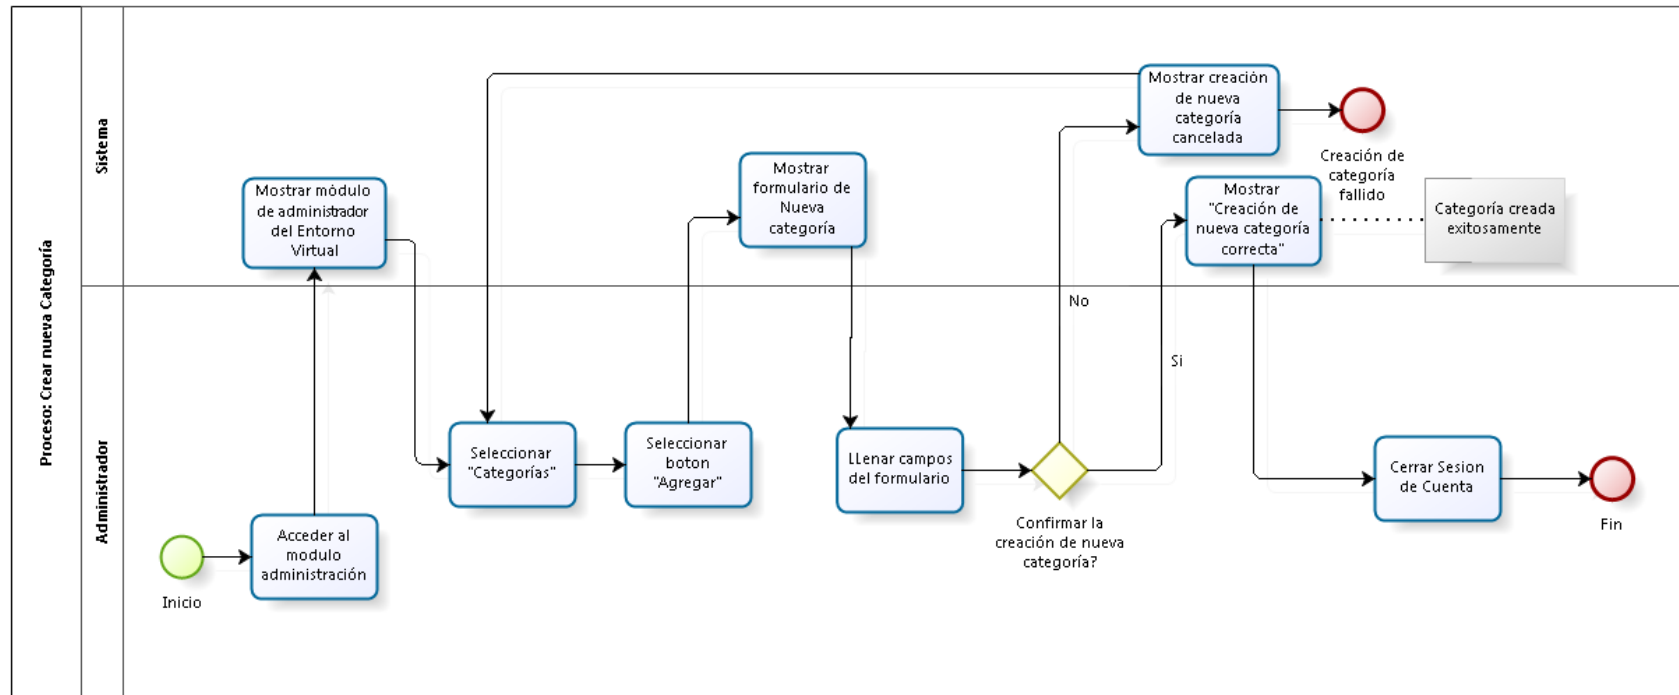 Proceso: Crear nueva Categoría
Sistema
Administrador
Inicio
Acceder al
modulo
administración
Mostrar módulo
de administrador
del Entorno
Virtual
Seleccionar
"Categorías"
Seleccionar
boton
"Agregar"
Mostrar
formulario de
Nueva
categoría
LLenar campos
del formulario
Confirmar la
creación de nueva
categoría?
No
Si
Mostrar creación
de nueva
categoría
cancelada
Creación de
categoría
fallido
Mostrar
"Creación de
nueva categoría
correcta"
Categoría creada
exitosamente
Cerrar Sesion
de Cuenta
Fin